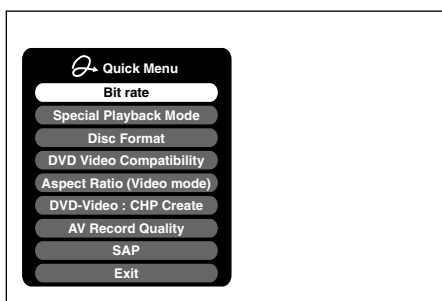 Quick Menu
Bit rate
Special Playback Mode
Disc Format
DVD Video Compatibility
Aspect Ratio (Video mode)
DVD-Video : CHP Create
AV Record Quality
SAP
Exit